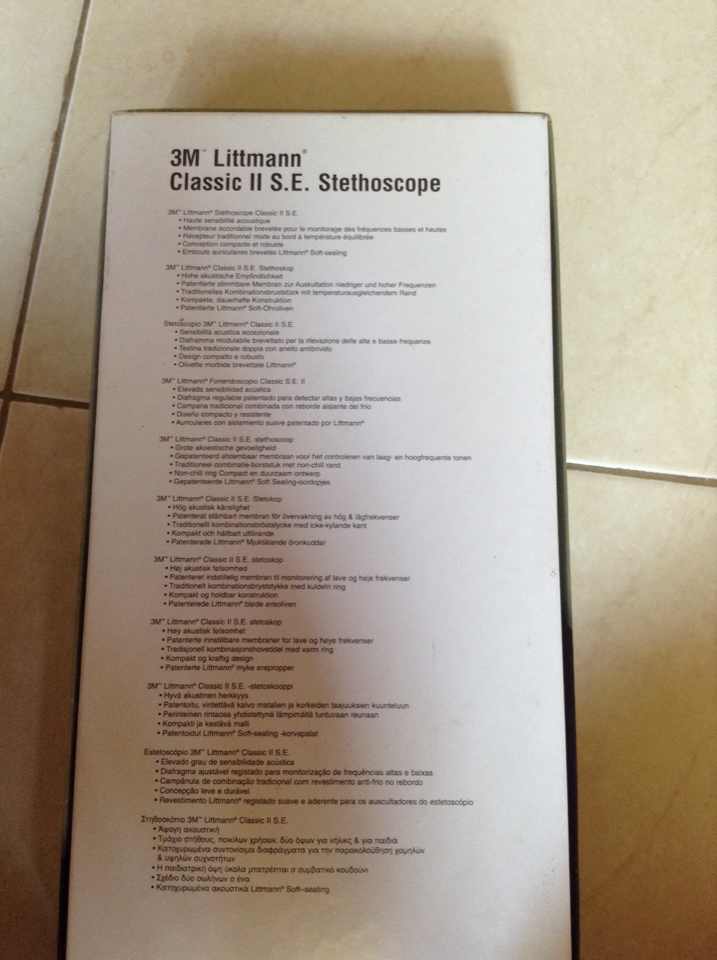 3M™ Littmann®
Classic II S.E. Stethoscope
3M™ Littmann® Stethoscope Classic II S.E.
• Haute sensibilité acoustique
• Membrane accordable brevetée pour le monitorage des fréquences basses et hautes
• Récepteur traditionnel mode au bord à température équilibrée
• Conception compacte et robuste
• Embouts auriculaires brevetés Littmann® Soft-sealing
3M™ Littmann® Classic II S.E. Stethoskop
• Hohe akustische Empfindlichkeit
• Patentierte stimmbare Membran zur Auskultation niedriger und hoher Frequenzen
• Traditionelles Kombinationsbruststück mit temperaturausgleichendem Rand
• Kompakte, dauerhafte Konstruktion
• Patentierte Littmann® Soft-Ohroliven
Stetoscopio 3M™ Littmann® Classic II S.E.
• Sensibilità acustica eccezionale
• Diaframma modulabile brevettato per la rilevazione delle alte e basse frequenze
• Testina tradizionale doppia con anello antibrivido
• Design compatto e robusto
• Olivette morbide brevettate Littmann®
3M™ Littmann® Fonendoscopio Classic S.E. II
• Elevada sensibilidad acústica
• Diafragma regulable patentado para detectar altas y bajas frecuencias
• Campana tradicional combinada con reborde aislante del frio
• Diseño compacto y resistente
• Auriculares con aislamiento suave patentado por Littmann®
3M™ Littmann® Classic II S.E. stethoscoop
• Grote akoestische gevoeligheid
• Gepatenteerd afstembaar membraan voor het controleren van laag- en hoogfrequente tonen
• Traditioneel combinatie-borststuk met non-chill rand
• Non-chill ring Compact en duurzaam ontwerp
• Gepatenteerde Littmann® Soft Sealing-oordopjes
3M™ Littmann® Classic II S.E. Stetoskop
• Hög akustisk känslighet
• Patenterat stämbart membran för övervakning av hög & lågfrekvenser
• Traditionellt kombinationsbröststycke med icke-kylande kant
• Kompakt och hållbart utförande
• Patenterade Littmann® Mjuktätande öronkuddar
3M™ Littmann® Classic II S.E. stetoskop
• Høj akustisk følsomhed
• Patenteret indstillelig membran til monitorering af lave og høje frekvenser
• Traditionelt kombinationsbryststykke med kuldefri ring
• Kompakt og holdbar konstruktion
• Patenterede Littmann® bløde ørroliven
3M™ Littmann® Classic II S.E. stetoskop
• Høy akustisk følsomhet
• Patenterte innstillbare membraner for lave og høye frekvenser
• Tradisjonell kombinasjonshoveddel med varm ring
• Kompakt og kraftig design
• Patenterte Littmann® myke ørepropper
3M™ Littmann® Classic II S.E. -stetoskooppi
• Hyvä akustinen herkkyys
• Patentoitu, viritettävä kalvo matalien ja korkeiden taajuuksien kuunteluun
• Perinteinen rintaosa yhdistettynä lämpimältä tuntuvaan reunaan
• Kompakti ja kestävä malli
• Patentoidut Littmann® Soft-sealing -korvapalat
Estetoscópio 3M™ Littmann® Classic II S.E.
• Elevado grau de sensibilidade acústica
• Diafragma ajustável registado para monitorização de frequências altas e baixas
• Campânula de combinação tradicional com revestimento anti-frio no rebordo
• Concepção leve e durável
• Revestimento Littmann® registado suave e aderente para os auscultadores do estetoscópio
Στηθοσκόπιο 3M™ Littmann® Classic II S.E.
• Άψογη ακουστική
• Τμήμα στήθους, ποικίλων χρήσεων, δύο όψεων για νήλικες & για παιδιά
• Κατοχυρωμένα συντονίσιμα διαφράγματα για την παρακολούθηση χαμηλών
& υψηλών συχνοτήτων
• Η παιδιατρική όψη ύκολα μπατρέπεται σ συμβατικό κουδούνι
• Σχέδιο δύο σωλήνων σ ένα
• Κατοχυρωμένα ακουστικά Littmann® Soft–sealing